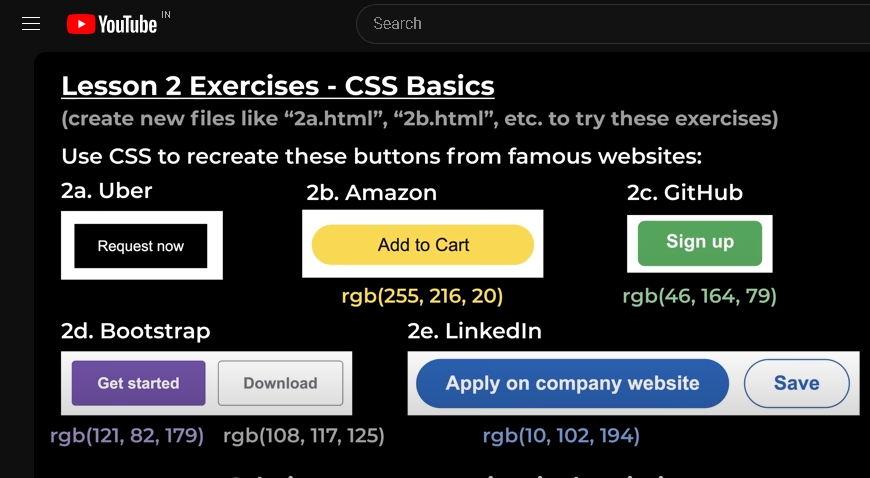 YouTube IN
Search
Lesson 2 Exercises - CSS Basics
(create new files like “2a.html”, “2b.html”, etc. to try these exercises)
Use CSS to recreate these buttons from famous websites:
2a. Uber
2b. Amazon
2c. GitHub
Request now
Add to Cart
Sign up
rgb(255, 216, 20)
rgb(46, 164, 79)
2d. Bootstrap
2e. LinkedIn
Get started
Download
Apply on company website
Save
rgb(121, 82, 179)
rgb(108, 117, 125)
rgb(10, 102, 194)